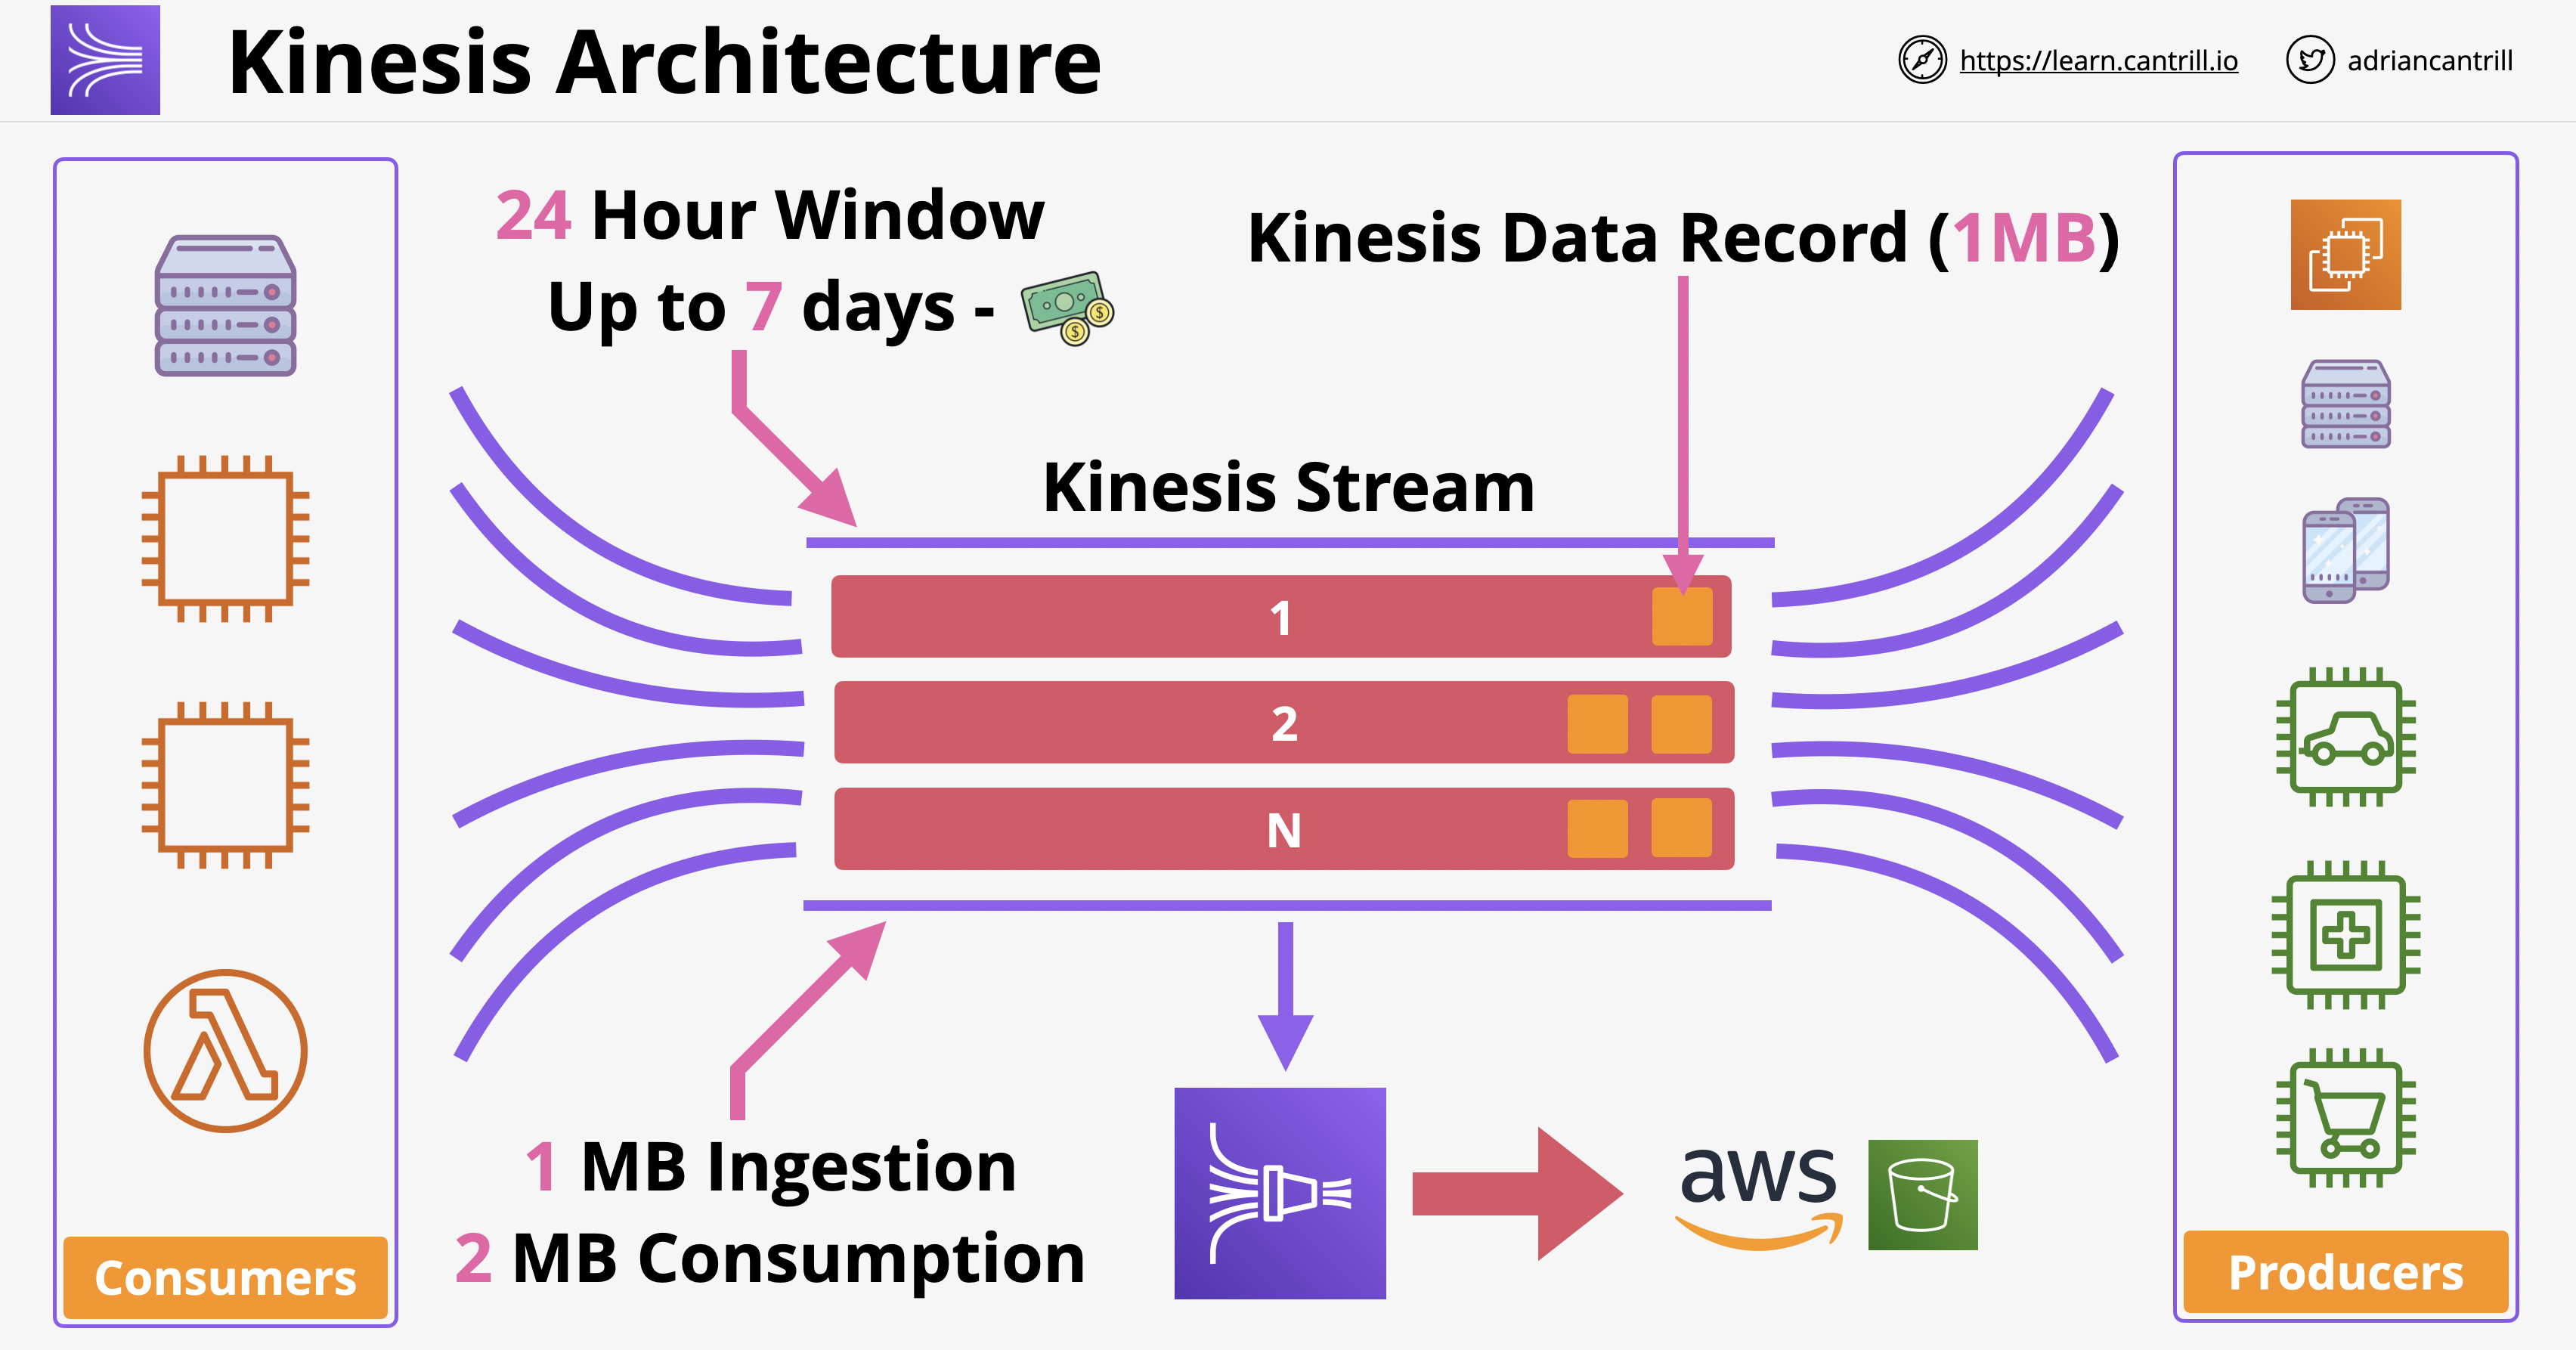 Kinesis Architecture
https://learn.cantrill.io
adriancantrill
24 Hour Window
Up to 7 days -
Kinesis Data Record (1MB)
Kinesis Stream
1
2
N
1 MB Ingestion
2 MB Consumption
aws
Consumers
Producers